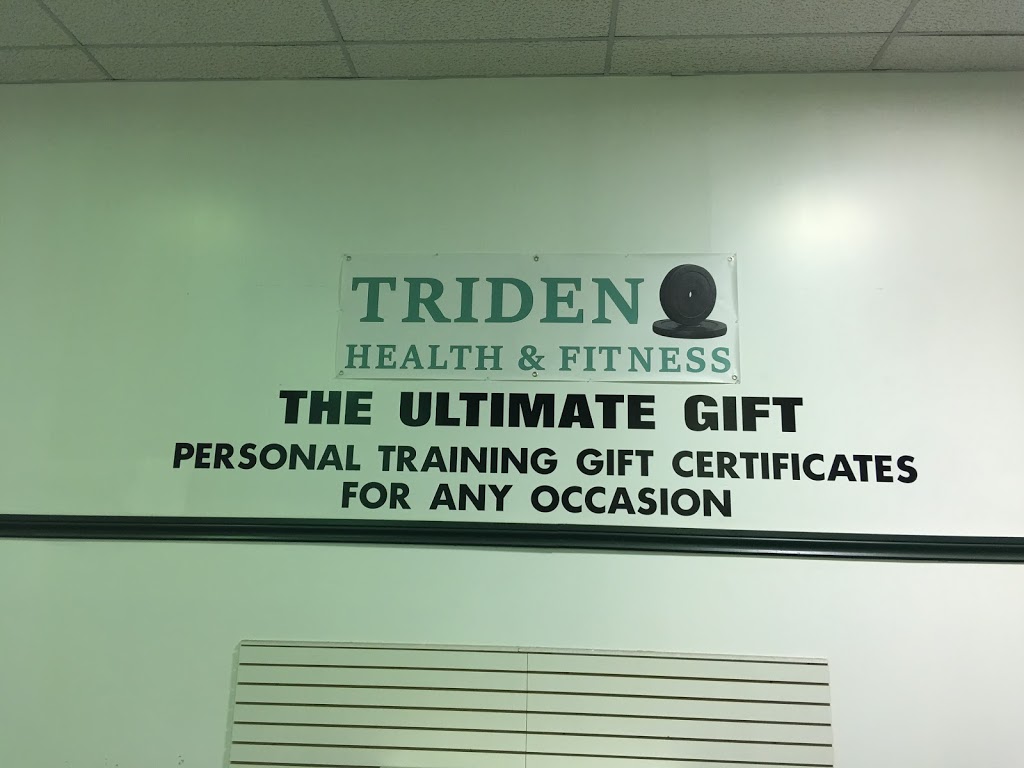 TRIDEN
HEALTH & FITNESS
THE ULTIMATE GIFT
PERSONAL TRAINING GIFT CERTIFICATES
FOR ANY OCCASION